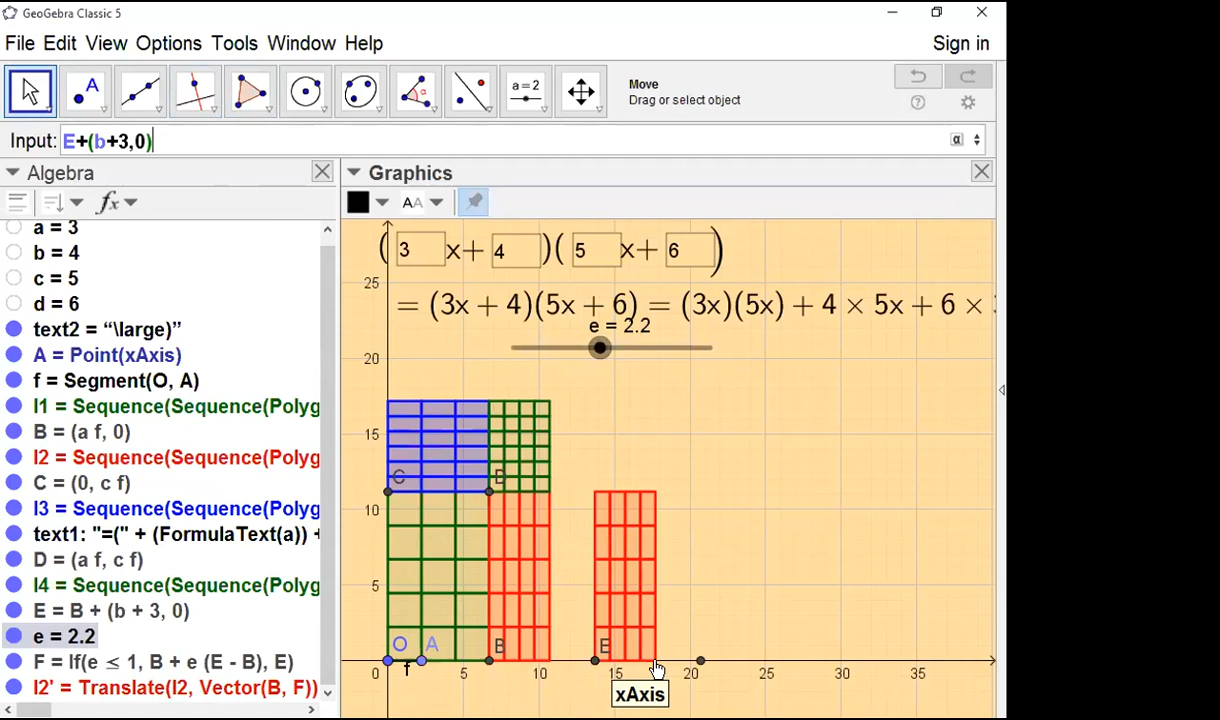 GeoGebra Classic 5
File Edit View Options Tools Window Help Sign in
A
α
a=2
Move
Drag or select object
Input: E+(b+3,0)
α
Algebra
Graphics
fx
AA
a = 3
b = 4
c = 5
d = 6
text2 = “\large)”
A = Point(xAxis)
f = Segment(O, A)
l1 = Sequence(Sequence(Polyg
B = (a f, 0)
l2 = Sequence(Sequence(Polyg
C = (0, c f)
l3 = Sequence(Sequence(Polyg
text1: "=(" + (FormulaText(a)) +
D = (a f, c f)
l4 = Sequence(Sequence(Polyg
E = B + (b + 3, 0)
e = 2.2
F = If(e ≤ 1, B + e (E - B), E)
l2' = Translate(l2, Vector(B, F))
( 3 x+ 4 )( 5 x+ 6 )
= (3x + 4)(5x + 6) = (3x)(5x) + 4 × 5x + 6 ×
e = 2.2
25
20
15
10
5
C D
O A B E
f
0 5 10 15 20 25 30 35
xAxis